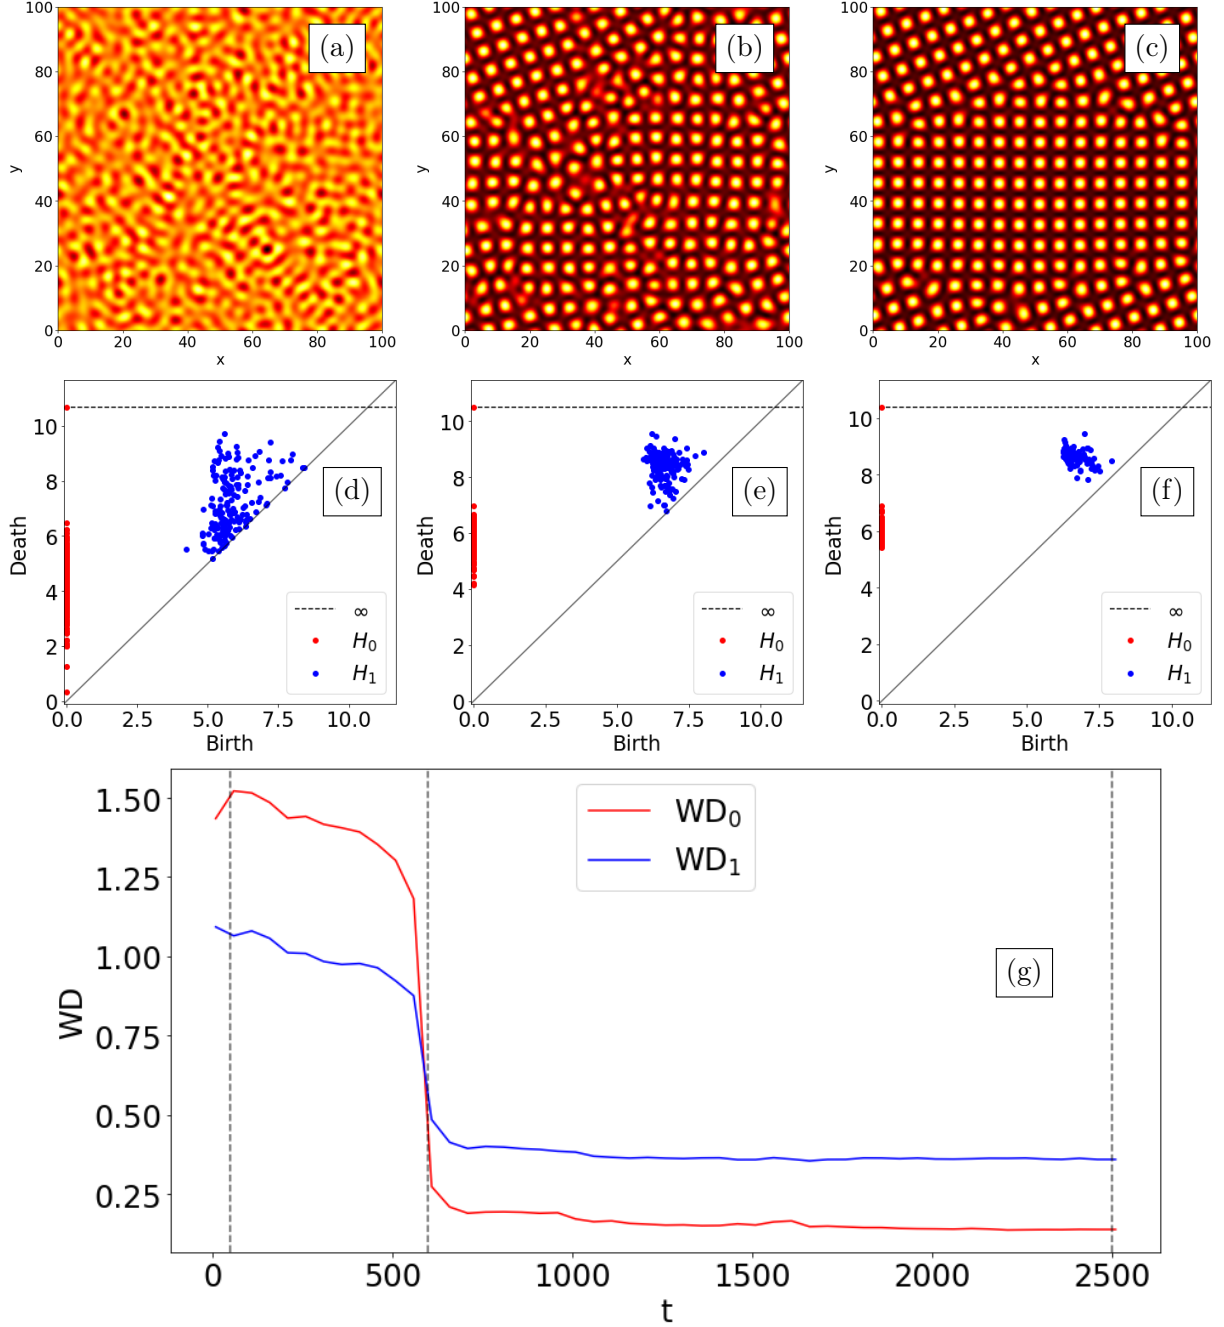 100
80
60
40
20
0
y
0 20 40 60 80 100
x
(a)
100
80
60
40
20
0
y
0 20 40 60 80 100
x
(b)
100
80
60
40
20
0
y
0 20 40 60 80 100
x
(c)
10
8
6
4
2
0
Death
0.0 2.5 5.0 7.5 10.0
Birth
(d)
∞
H₀
H₁
10
8
6
4
2
0
Death
0.0 2.5 5.0 7.5 10.0
Birth
(e)
∞
H₀
H₁
10
8
6
4
2
0
Death
0.0 2.5 5.0 7.5 10.0
Birth
(f)
∞
H₀
H₁
1.50
1.25
1.00
0.75
0.50
0.25
WD
WD₀
WD₁
(g)
0 500 1000 1500 2000 2500
t